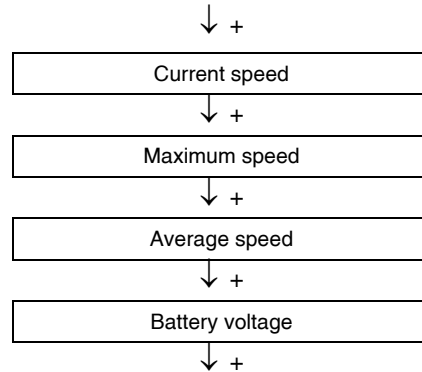 ↓ +
Current speed
↓ +
Maximum speed
↓ +
Average speed
↓ +
Battery voltage
↓ +